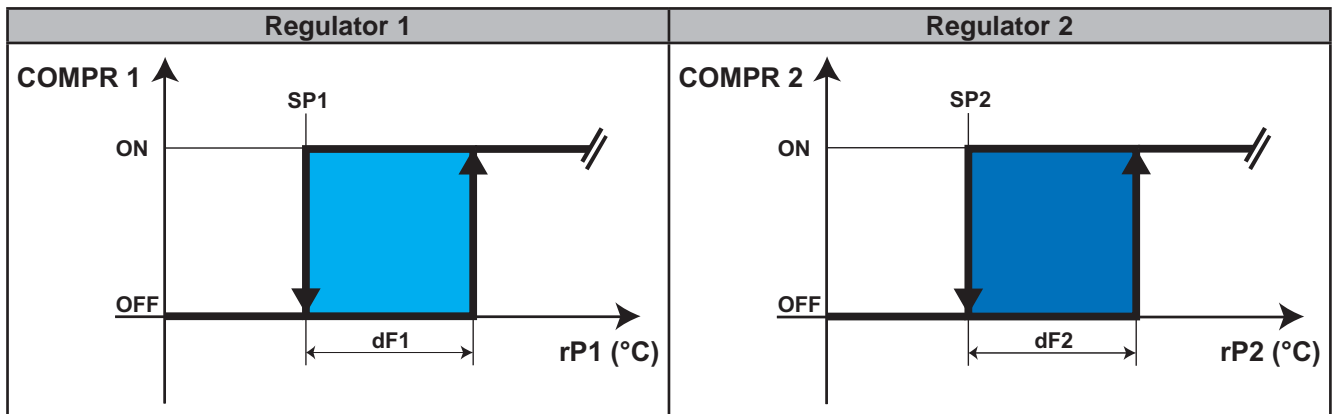 Regulator 1
Regulator 2
COMPR 1
SP1
ON
OFF
dF1
rP1 (°C)
COMPR 2
SP2
ON
OFF
dF2
rP2 (°C)